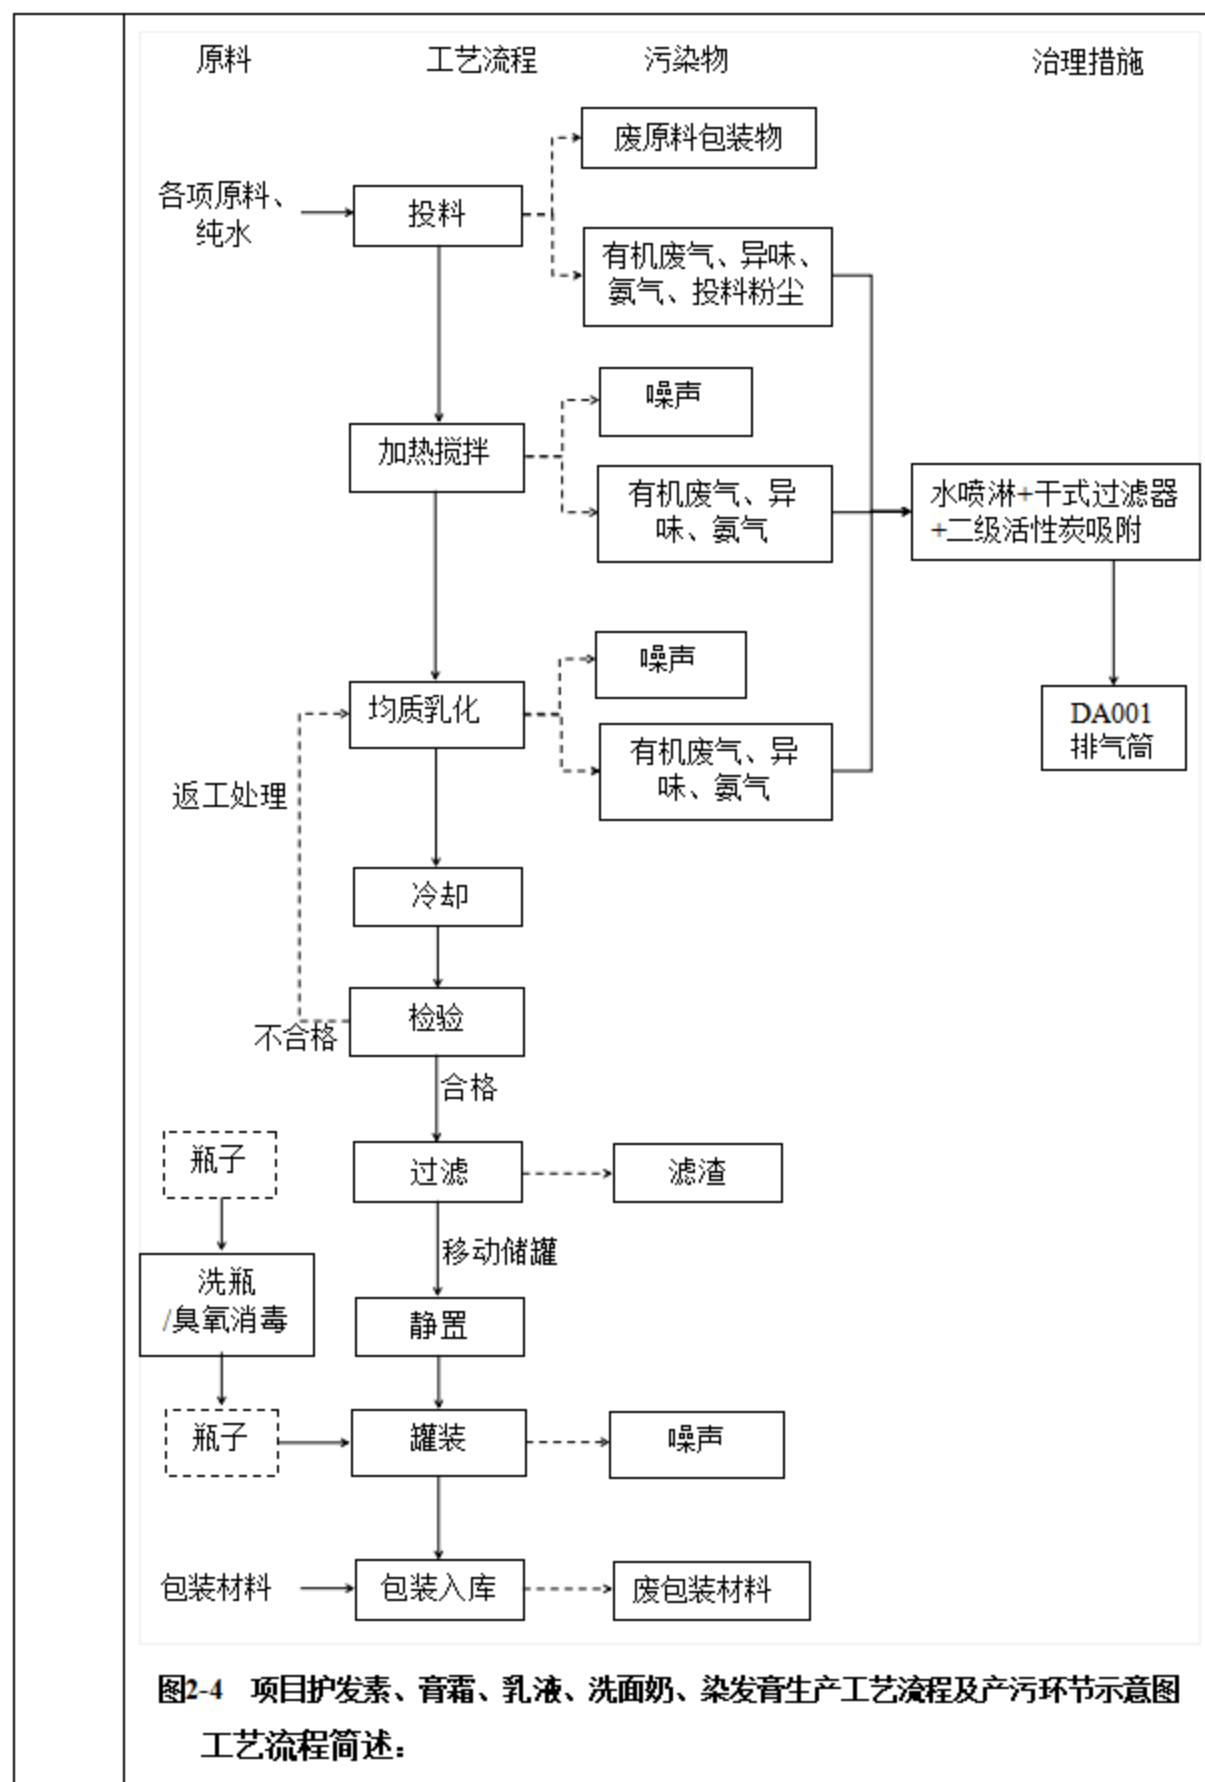 原料 工艺流程 污染物 治理措施
废原料包装物
各项原料、
纯水
投料
有机废气、异味、
氨气、投料粉尘
噪声
加热搅拌
有机废气、异
味、氨气
水喷淋+干式过滤器
+二级活性炭吸附
噪声
均质乳化
有机废气、异
味、氨气
DA001
排气筒
返工处理
冷却
检验
不合格
合格
瓶子
过滤
滤渣
移动储罐
洗瓶
/臭氧消毒
静置
瓶子
罐装
噪声
包装材料
包装入库
废包装材料
图2-4 项目护发素、膏霜、乳液、洗面奶、染发膏生产工艺流程及产污环节示意图
工艺流程简述：